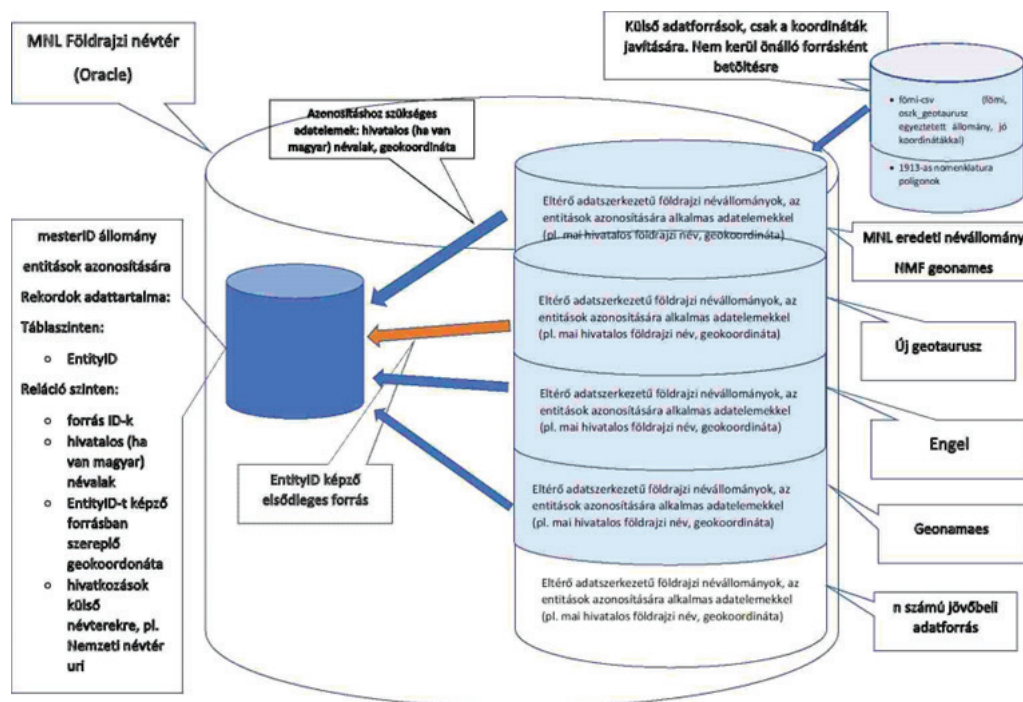 MNL Földrajzi névtér
(Oracle)
Külső adatforrások, csak a koordináták
javítására. Nem kerül önálló forrásként
betöltésre
• fömi-csv (fömi,
oszk_geotaurusz
egyeztetett állomány, jó
koordinátákkal)
• 1913-as nomenklatura
poligonok
Azonosításhoz szükséges
adatelemek: hivatalos (ha van
magyar) névalak, geokoordináta
Eltérő adatszerkezetű földrajzi névállományok, az
entitások azonosítására alkalmas adatelemekkel
(pl. mai hivatalos földrajzi név, geokoordináta)
MNL eredeti névállomány
NMF geonames
mesterID állomány
entitások azonosítására
Rekordok adattartalma:
Táblaszinten:
o EntityID
Reláció szinten:
o forrás ID-k
o hivatalos (ha
van magyar)
névalak
o EntityID-t képző
forrásban
szereplő
geokoordonáta
o hivatkozások
külső
névterekre, pl.
Nemzeti névtér
uri
Eltérő adatszerkezetű földrajzi névállományok, az
entitások azonosítására alkalmas adatelemekkel
(pl. mai hivatalos földrajzi név, geokoordináta)
Új geotaurusz
Eltérő adatszerkezetű földrajzi névállományok, az
entitások azonosítására alkalmas adatelemekkel
(pl. mai hivatalos földrajzi név, geokoordináta)
Engel
EntityID képző
elsődleges forrás
Eltérő adatszerkezetű földrajzi névállományok, az
entitások azonosítására alkalmas adatelemekkel
(pl. mai hivatalos földrajzi név, geokoordináta)
Geonamaes
Eltérő adatszerkezetű földrajzi névállományok, az
entitások azonosítására alkalmas adatelemekkel
(pl. mai hivatalos földrajzi név, geokoordináta)
n számú jövőbeli
adatforrás